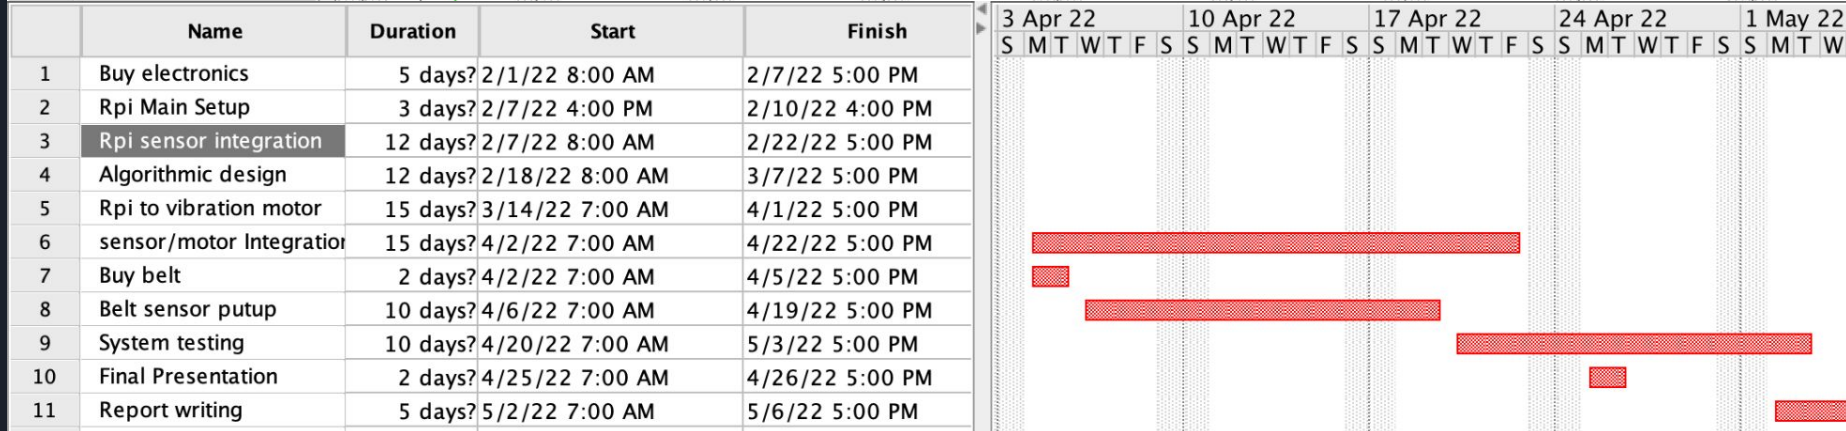 Name Duration Start Finish 3 Apr 22 10 Apr 22 17 Apr 22 24 Apr 22 1 May 22
S M T W T F S S M T W T F S S M T W T F S S M T W T F S S M T W
1 Buy electronics 5 days? 2/1/22 8:00 AM 2/7/22 5:00 PM
2 Rpi Main Setup 3 days? 2/7/22 4:00 PM 2/10/22 4:00 PM
3 Rpi sensor integration 12 days? 2/7/22 8:00 AM 2/22/22 5:00 PM
4 Algorithmic design 12 days? 2/18/22 8:00 AM 3/7/22 5:00 PM
5 Rpi to vibration motor 15 days? 3/14/22 7:00 AM 4/1/22 5:00 PM
6 sensor/motor Integration 15 days? 4/2/22 7:00 AM 4/22/22 5:00 PM
7 Buy belt 2 days? 4/2/22 7:00 AM 4/5/22 5:00 PM
8 Belt sensor putup 10 days? 4/6/22 7:00 AM 4/19/22 5:00 PM
9 System testing 10 days? 4/20/22 7:00 AM 5/3/22 5:00 PM
10 Final Presentation 2 days? 4/25/22 7:00 AM 4/26/22 5:00 PM
11 Report writing 5 days? 5/2/22 7:00 AM 5/6/22 5:00 PM